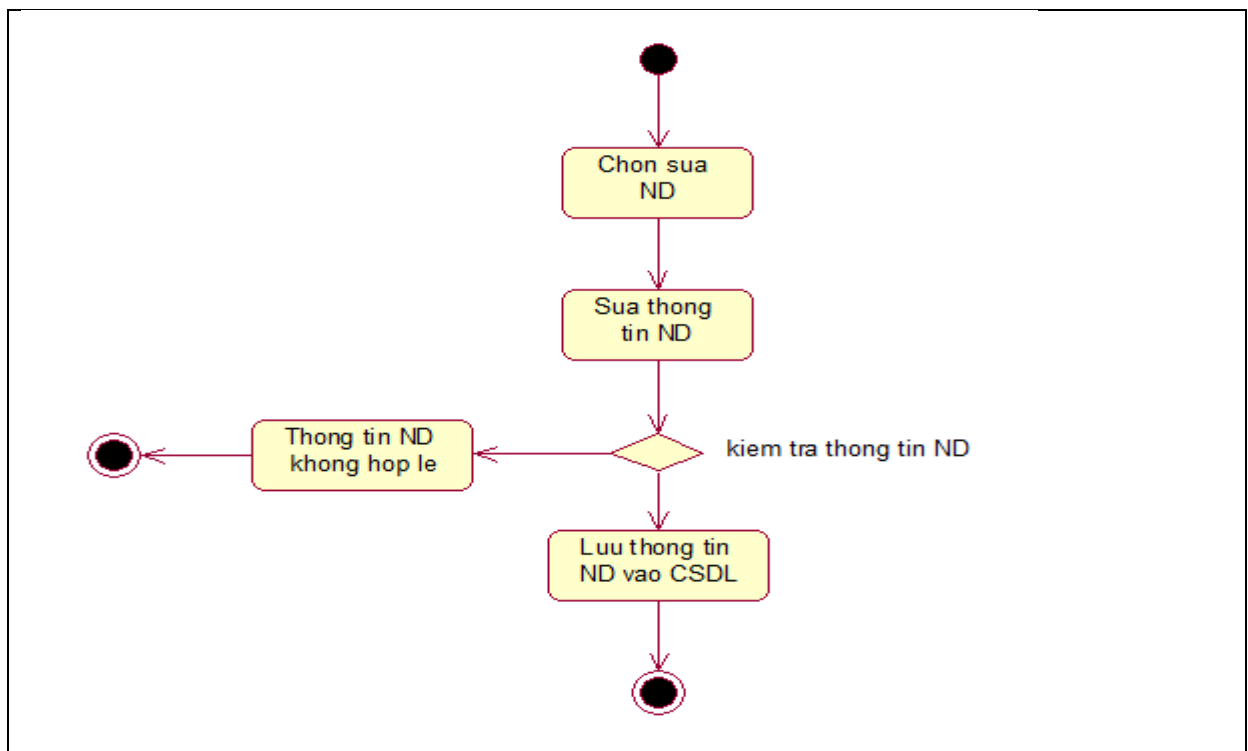 Chon sua
ND
Sua thong
tin ND
Thong tin ND
khong hop le
kiem tra thong tin ND
Luu thong tin
ND vao CSDL